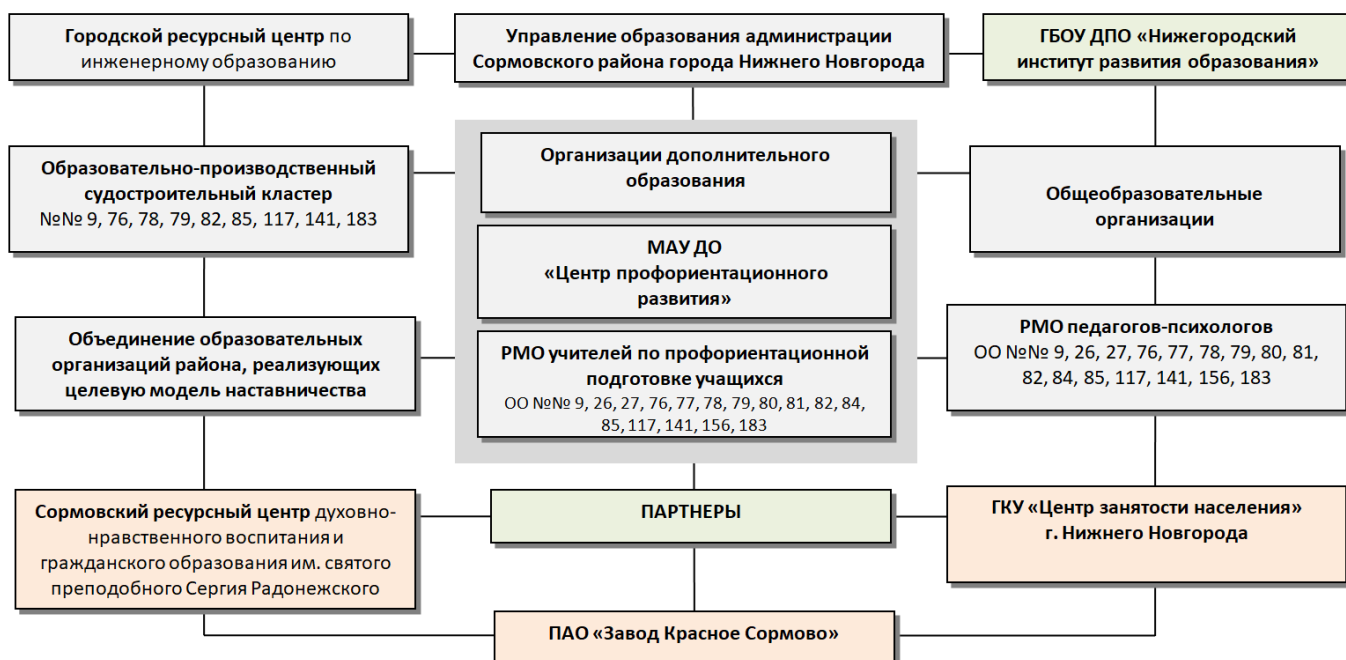 Городской ресурсный центр по
инженерному образованию
Управление образования администрации
Сормовского района города Нижнего Новгорода
ГБОУ ДПО «Нижегородский
институт развития образования»
Образовательно-производственный
судостроительный кластер
№№ 9, 76, 78, 79, 82, 85, 117, 141, 183
Организации дополнительного
образования
Общеобразовательные
организации
МАУ ДО
«Центр профориентационного
развития»
Объединение образовательных
организаций района, реализующих
целевую модель наставничества
РМО учителей по профориентационной
подготовке учащихся
ОО №№ 9, 26, 27, 76, 77, 78, 79, 80, 81, 82, 84,
85, 117, 141, 156, 183
РМО педагогов-психологов
ОО №№ 9, 26, 27, 76, 77, 78, 79, 80, 81,
82, 84, 85, 117, 141, 156, 183
Сормовский ресурсный центр духовно-
нравственного воспитания и
гражданского образования им. святого
преподобного Сергия Радонежского
ПАРТНЕРЫ
ГКУ «Центр занятости населения»
г. Нижнего Новгорода
ПАО «Завод Красное Сормово»